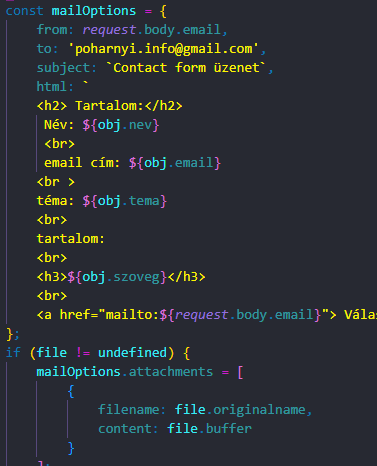 const mailOptions = {
from: request.body.email,
to: 'poharnyi.info@gmail.com',
subject: `Contact form üzenet`,
html: `
<h2> Tartalom:</h2>
Név: ${obj.nev}
<br>
email cím: ${obj.email}
<br >
téma: ${obj.tema}
<br>
tartalom:
<br>
<h3>${obj.szoveg}</h3>
<br>
<a href="mailto:${request.body.email}"> Vála
};
if (file != undefined) {
mailOptions.attachments = [
{
filename: file.originalname,
content: file.buffer
}